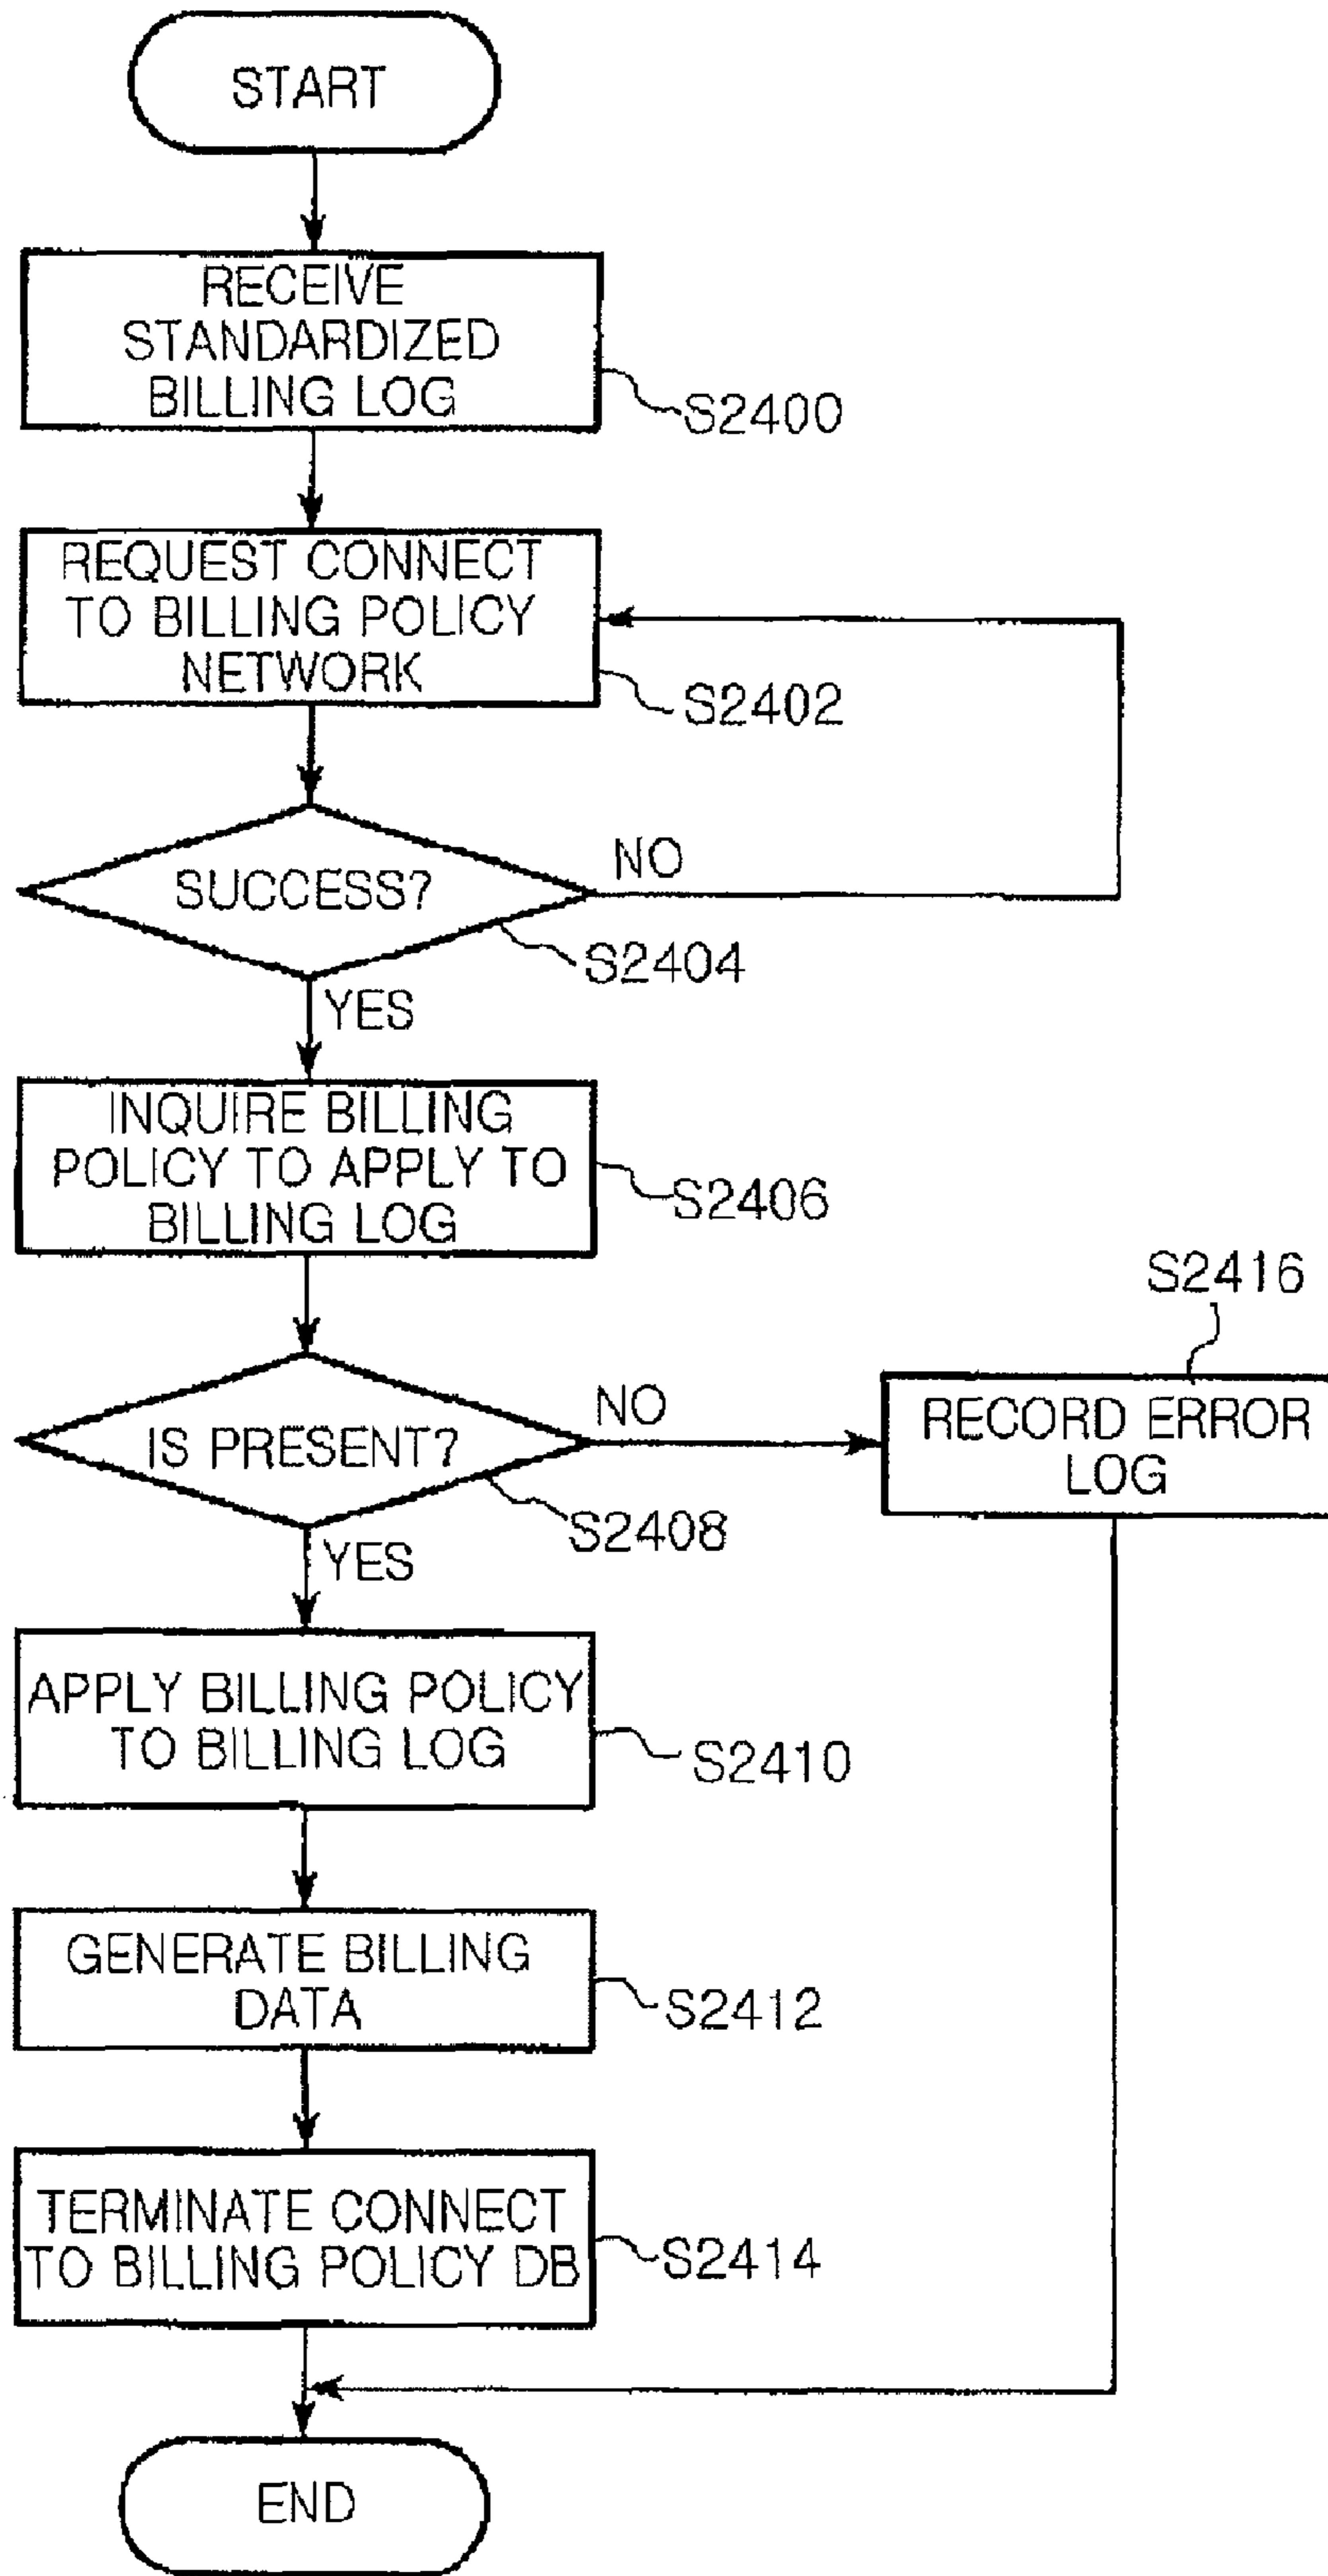 START
RECEIVE
STANDARDIZED
BILLING LOG
S2400
REQUEST CONNECT
TO BILLING POLICY
NETWORK
S2402
SUCCESS?
NO
S2404
YES
INQUIRE BILLING
POLICY TO APPLY TO
BILLING LOG
S2406
IS PRESENT?
NO
S2408
S2416
RECORD ERROR
LOG
YES
APPLY BILLING POLICY
TO BILLING LOG
S2410
GENERATE BILLING
DATA
S2412
TERMINATE CONNECT
TO BILLING POLICY DB
S2414
END